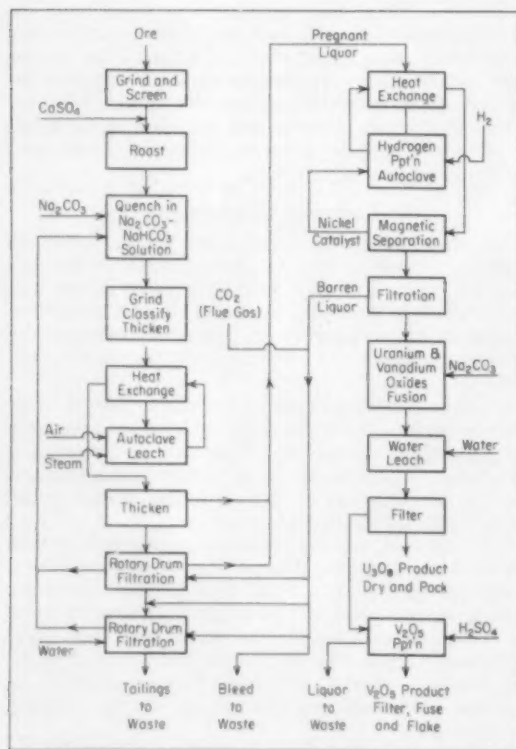 Ore
Grind and
Screen
CaSO4
Roast
Na2CO3
Quench in
Na2CO3-
NaHCO3
Solution
Grind
Classify
Thicken
Heat
Exchange
Air
Autoclave
Leach
Steam
Thicken
Rotary Drum
Filtration
Rotary Drum
Filtration
Water
Tailings
to
Waste
CO2
(Flue Gas)
Bleed
to
Waste
Pregnant
Liquor
Heat
Exchange
H2
Hydrogen
Ppt'n
Autoclave
Nickel
Catalyst
Magnetic
Separation
Barren
Liquor
Filtration
Uranium &
Vanadium
Oxides
Fusion
Na2CO3
Water
Leach
Water
Filter
U3O8 Product
Dry and Pack
V2O5
Ppt'n
H2SO4
Liquor
to
Waste
V2O5 Product
Filter, Fuse
and Flake